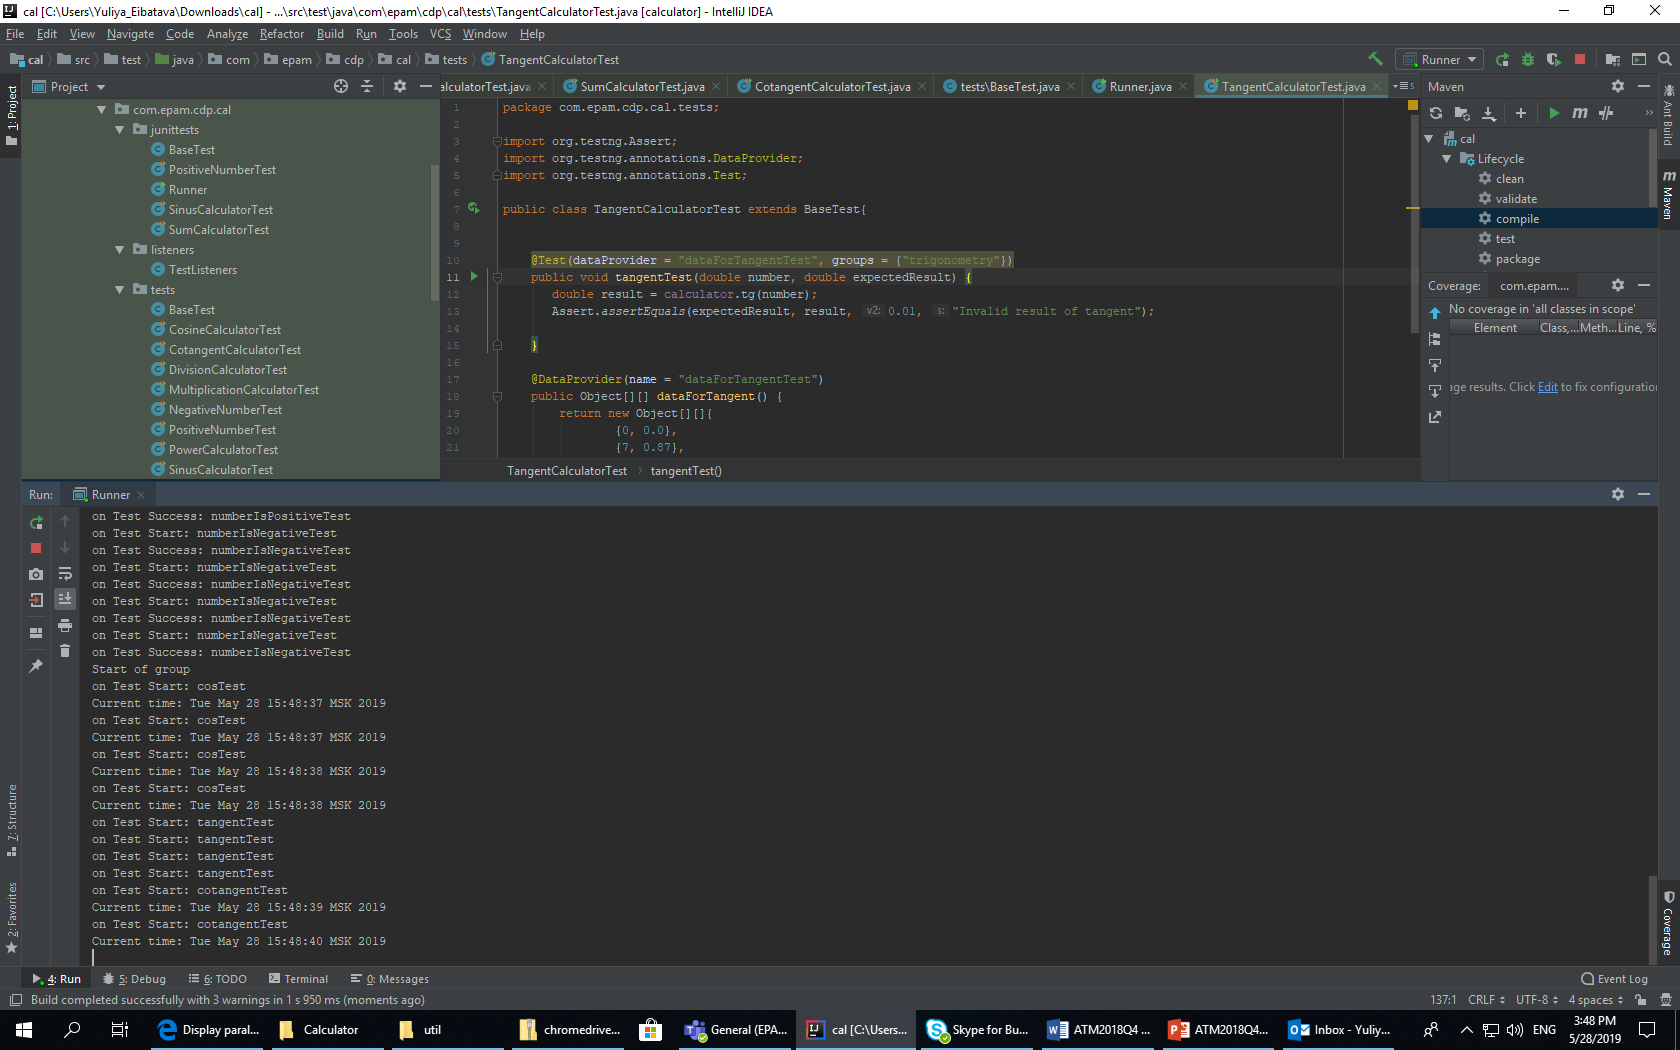 cal [C:\Users\Yuliya_Eibatava\Downloads\cal] - ...\src\test\java\com\epam\cdp\cal\tests\TangentCalculatorTest.java [calculator] - IntelliJ IDEA
File Edit View Navigate Code Analyze Refactor Build Run Tools VCS Window Help
cal src test java com epam cdp cal tests TangentCalculatorTest
Runner
Project
alculatorTest.java SumCalculatorTest.java CotangentCalculatorTest.java tests\BaseTest.java Runner.java TangentCalculatorTest.java
5
1: Project
com.epam.cdp.cal
junittests
BaseTest
PositiveNumberTest
Runner
SinusCalculatorTest
SumCalculatorTest
listeners
TestListeners
tests
BaseTest
CosineCalculatorTest
CotangentCalculatorTest
DivisionCalculatorTest
MultiplicationCalculatorTest
NegativeNumberTest
PositiveNumberTest
PowerCalculatorTest
SinusCalculatorTest
1 package com.epam.cdp.cal.tests;
2
3 import org.testng.Assert;
4 import org.testng.annotations.DataProvider;
5 import org.testng.annotations.Test;
6
7 public class TangentCalculatorTest extends BaseTest{
8
9
10 @Test(dataProvider = "dataForTangentTest", groups = {"trigonometry"})
11 public void tangentTest(double number, double expectedResult) {
12 double result = calculator.tg(number);
13 Assert.assertEquals(expectedResult, result, v2: 0.01, s: "Invalid result of tangent");
14
15 }
16
17 @DataProvider(name = "dataForTangentTest")
18 public Object[][] dataForTangent() {
19 return new Object[][]{
20 {0, 0.0},
21 {7, 0.87},
TangentCalculatorTest tangentTest()
Maven
cal
Lifecycle
clean
validate
compile
test
package
Coverage: com.epam....
No coverage in 'all classes in scope'
Element Class,... Meth... Line, %
age results. Click Edit to fix configuration
Ant Build
Maven
Coverage
Run: Runner
on Test Success: numberIsPositiveTest
on Test Start: numberIsNegativeTest
on Test Success: numberIsNegativeTest
on Test Start: numberIsNegativeTest
on Test Success: numberIsNegativeTest
on Test Start: numberIsNegativeTest
on Test Success: numberIsNegativeTest
on Test Start: numberIsNegativeTest
on Test Success: numberIsNegativeTest
Start of group
on Test Start: cosTest
Current time: Tue May 28 15:48:37 MSK 2019
on Test Start: cosTest
Current time: Tue May 28 15:48:37 MSK 2019
on Test Start: cosTest
Current time: Tue May 28 15:48:38 MSK 2019
on Test Start: cosTest
Current time: Tue May 28 15:48:38 MSK 2019
on Test Start: tangentTest
on Test Start: tangentTest
on Test Start: tangentTest
on Test Start: tangentTest
on Test Start: cotangentTest
Current time: Tue May 28 15:48:39 MSK 2019
on Test Start: cotangentTest
Current time: Tue May 28 15:48:40 MSK 2019
7: Structure
2: Favorites
4: Run 5: Debug 6: TODO Terminal 0: Messages Event Log
Build completed successfully with 3 warnings in 1 s 950 ms (moments ago) 137:1 CRLF UTF-8 4 spaces
Display paral... Calculator util chromedrive... General (EPA... cal [C:\Users... Skype for Bu... ATM2018Q4 ... ATM2018Q4... Inbox - Yuliy... ENG
3:48 PM
5/28/2019